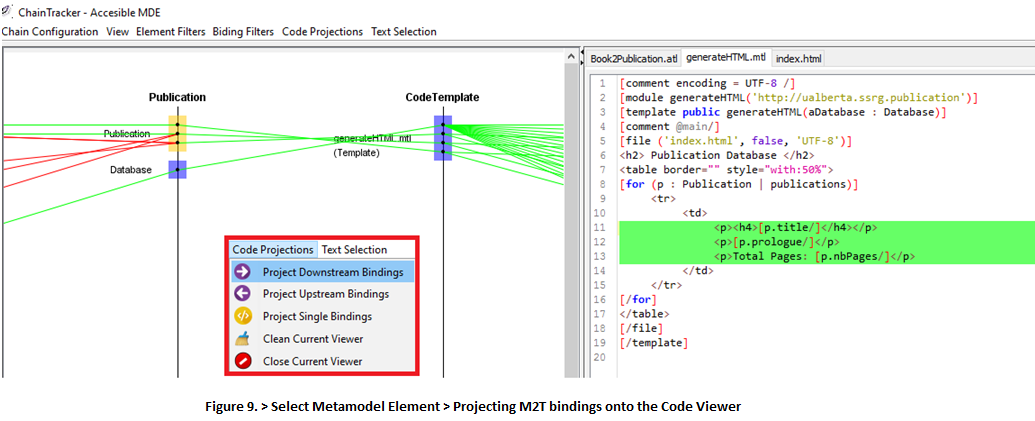 ChainTracker - Accesible MDE
Chain Configuration View Element Filters Biding Filters Code Projections Text Selection
Publication
CodeTemplate
Publication
generateHTML.mtl
(Template)
Database
Code Projections Text Selection
Project Downstream Bindings
Project Upstream Bindings
Project Single Bindings
Clean Current Viewer
Close Current Viewer
Book2Publication.atl generateHTML.mtl index.html
1 [comment encoding = UTF-8 /]
2 [module generateHTML('http://ualberta.ssrg.publication')]
3 [template public generateHTML(aDatabase : Database)]
4 [comment @main/]
5 [file ('index.html', false, 'UTF-8')]
6 <h2> Publication Database </h2>
7 <table border="" style="with:50%">
8 [for (p : Publication | publications)]
9 <tr>
10 <td>
11 <p><h4>[p.title/]</h4></p>
12 <p>[p.prologue/]</p>
13 <p>Total Pages: [p.nbPages/]</p>
14 </td>
15 </tr>
16 [/for]
17 </table>
18 [/file]
19 [/template]
20
Figure 9. > Select Metamodel Element > Projecting M2T bindings onto the Code Viewer